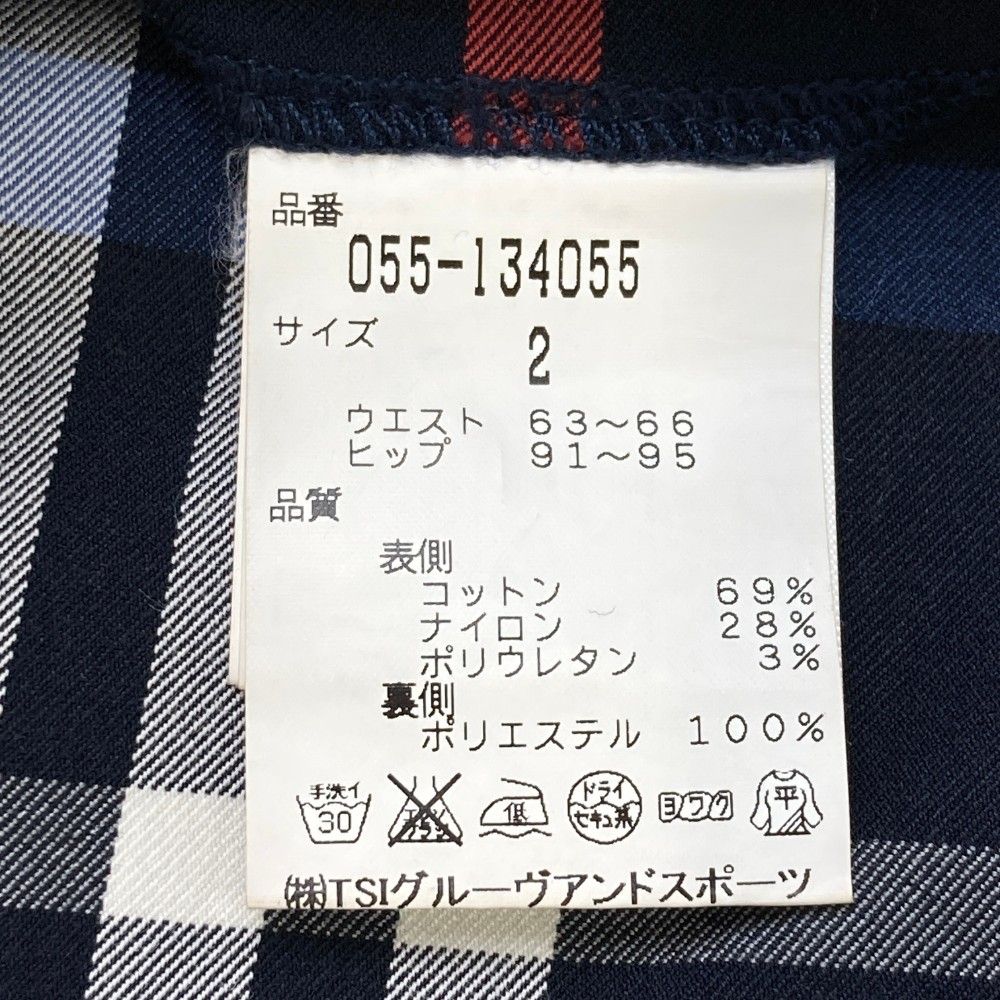 品番
055-134055
サイズ 2
ウエスト 63～66
ヒップ 91～95
品質
表側
コットン 69%
ナイロン 28%
ポリウレタン 3%
裏側
ポリエステル 100%
手洗イ 30
低
ドライ セキユ系
ヨワク
平
(株)TSIグルーヴアンドスポーツ